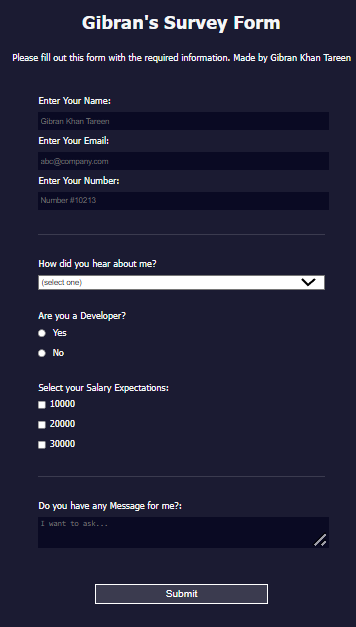 Gibran's Survey Form
Please fill out this form with the required information. Made by Gibran Khan Tareen
Enter Your Name:
Gibran Khan Tareen
Enter Your Email:
abc@company.com
Enter Your Number:
Number #10213
How did you hear about me?
(select one)
Are you a Developer?
Yes
No
Select your Salary Expectations:
10000
20000
30000
Do you have any Message for me?:
I want to ask...
Submit